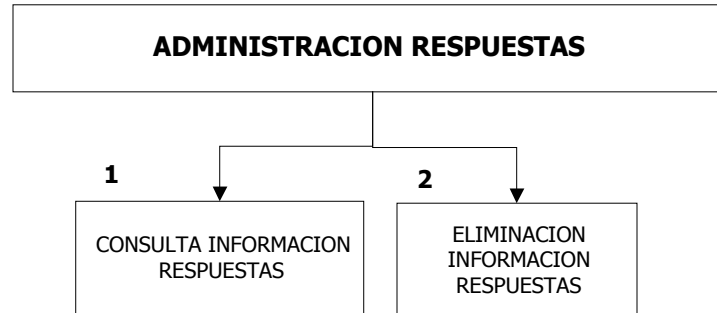 ADMINISTRACION RESPUESTAS
1
2
CONSULTA INFORMACION
RESPUESTAS
ELIMINACION
INFORMACION
RESPUESTAS